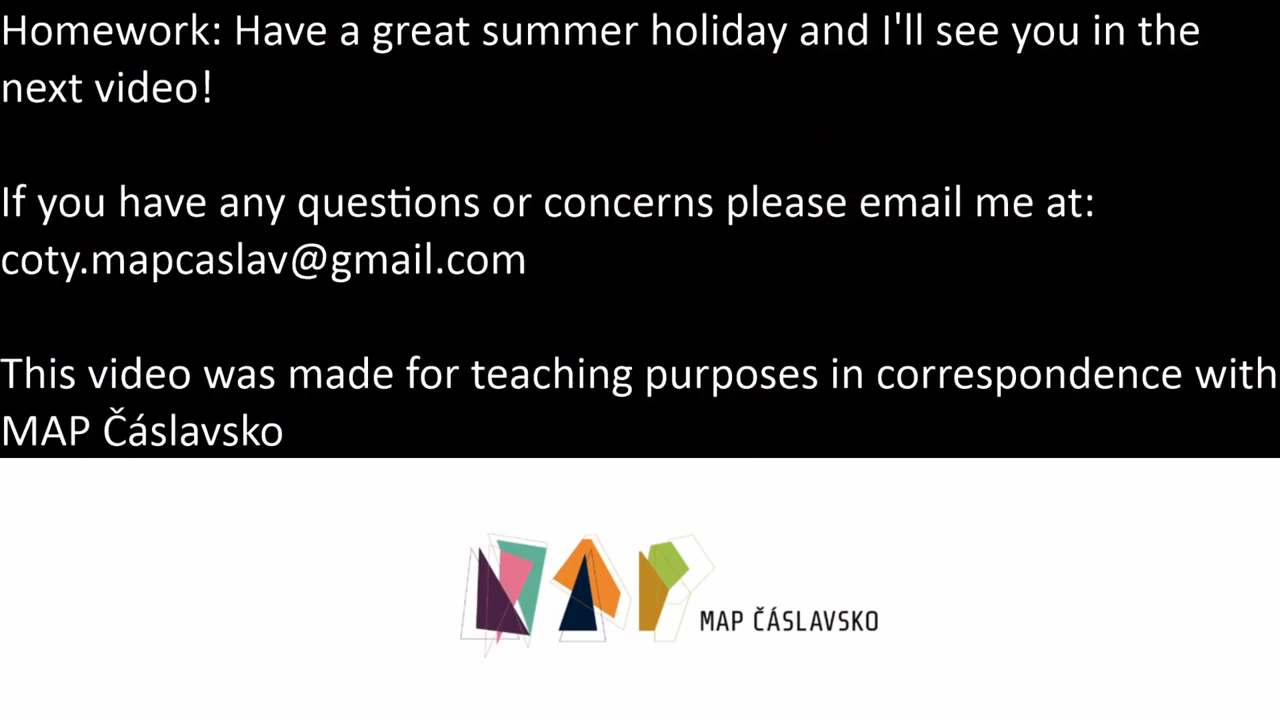 Homework: Have a great summer holiday and I'll see you in the
next video!
If you have any questions or concerns please email me at:
coty.mapcaslav@gmail.com
This video was made for teaching purposes in correspondence with
MAP Čáslavsko
MAP ČÁSLAVSKO